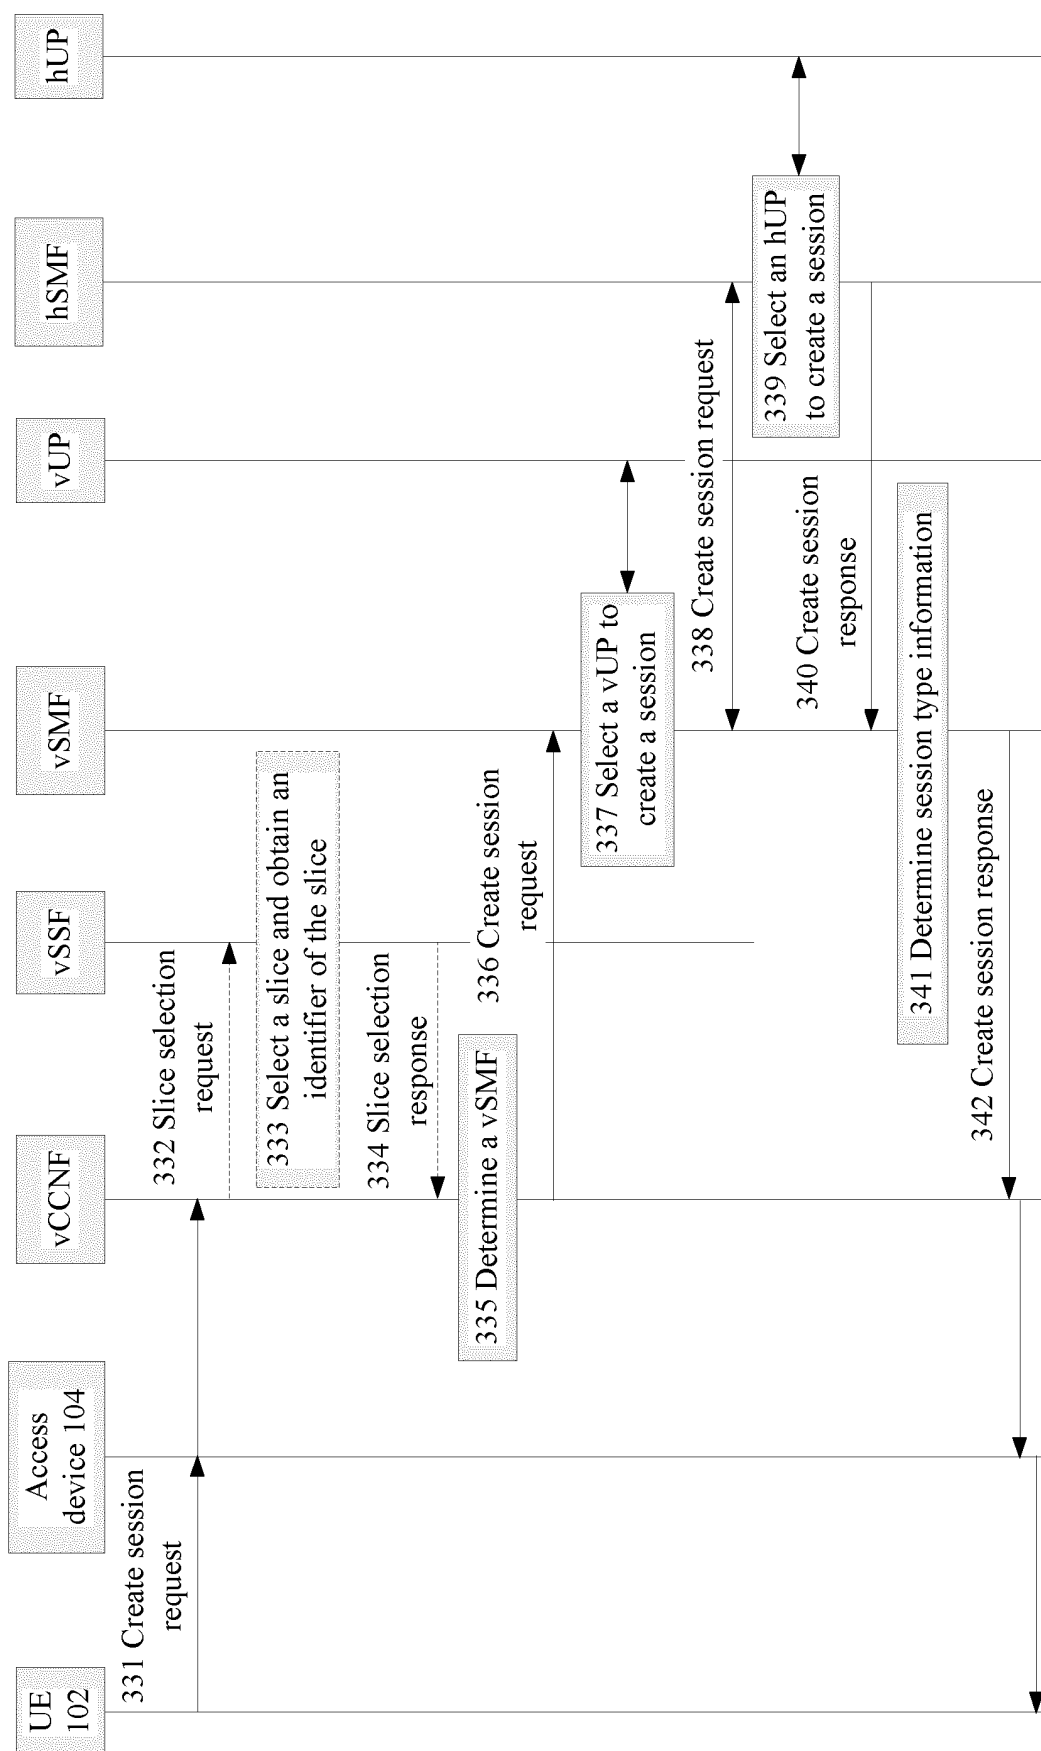 UE
102
Access
device 104
vCCNF
vSSF
vSMF
vUP
hSMF
hUP
331 Create session
request
332 Slice selection
request
333 Select a slice and obtain an
identifier of the slice
334 Slice selection
response
335 Determine a vSMF
336 Create session
request
337 Select a vUP to
create a session
338 Create session request
339 Select an hUP
to create a session
340 Create session
response
341 Determine session type information
342 Create session response